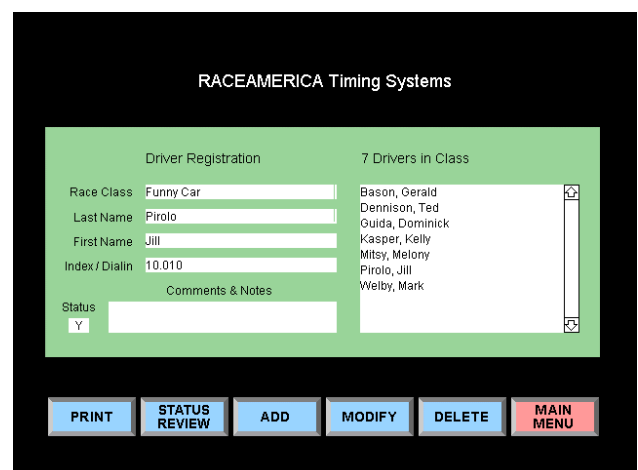 RACEAMERICA Timing Systems
Driver Registration
Race Class Funny Car
Last Name Pirolo
First Name Jill
Index / Dialin 10.010
Comments & Notes
Status
Y
7 Drivers in Class
Bason, Gerald
Dennison, Ted
Guida, Dominick
Kasper, Kelly
Mitsy, Melony
Pirolo, Jill
Welby, Mark
PRINT
STATUS
REVIEW
ADD
MODIFY
DELETE
MAIN
MENU